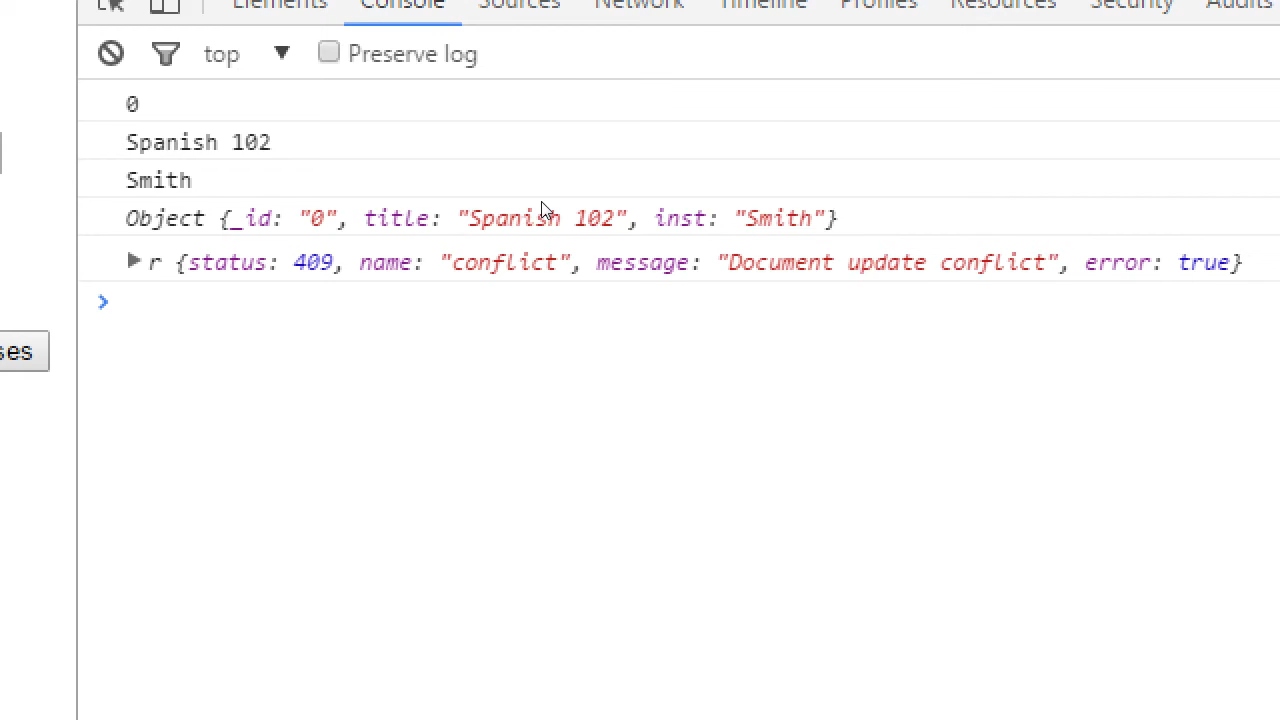 Elements Console Sources Network Timeline Profiles Resources Security Audits
top ▼ Preserve log
0
Spanish 102
Smith
Object {_id: "0", title: "Spanish 102", inst: "Smith"}
r {status: 409, name: "conflict", message: "Document update conflict", error: true}
ses